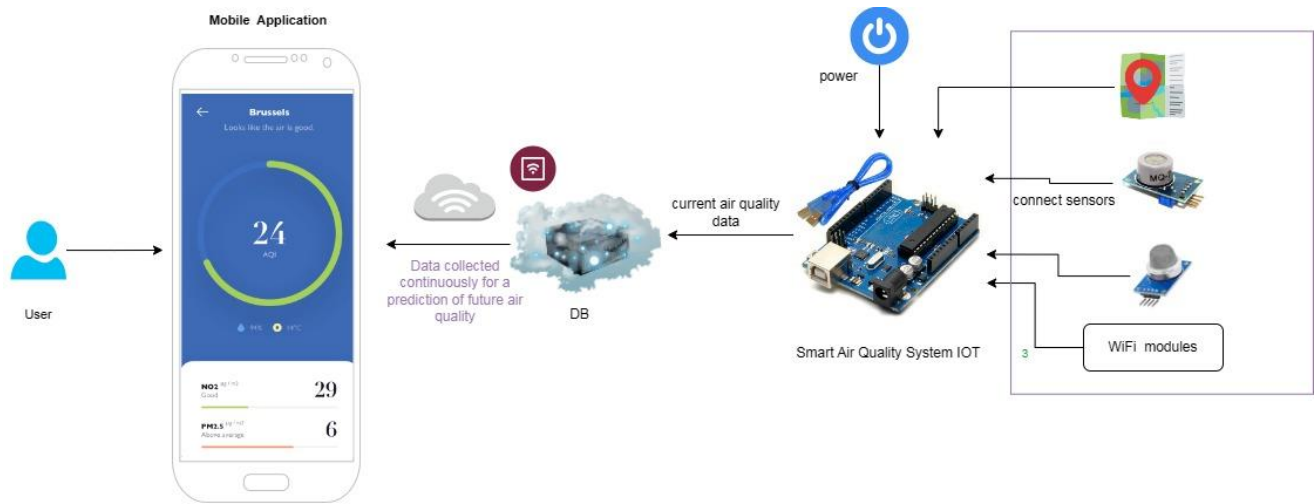 Mobile Application
Brussels
Looks like the air is good.
24
AQI
NO2
Good
29
PM2.5
Above average
6
User
Data collected
continuously for a
prediction of future air
quality
DB
current air quality
data
power
Smart Air Quality System IOT
connect sensors
MQ-
3
WiFi modules